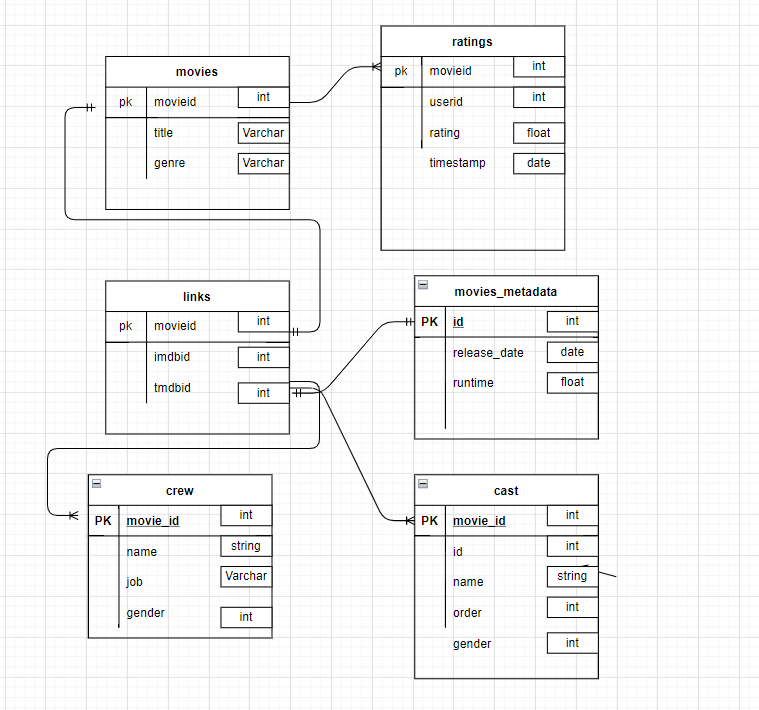 movies
pk movieid int
title Varchar
genre Varchar
ratings
pk movieid int
userid int
rating float
timestamp date
links
pk movieid int
imdbid int
tmdbid int
movies_metadata
PK id int
release_date date
runtime float
crew
PK movie_id int
name string
job Varchar
gender int
cast
PK movie_id int
id int
name string
order int
gender int